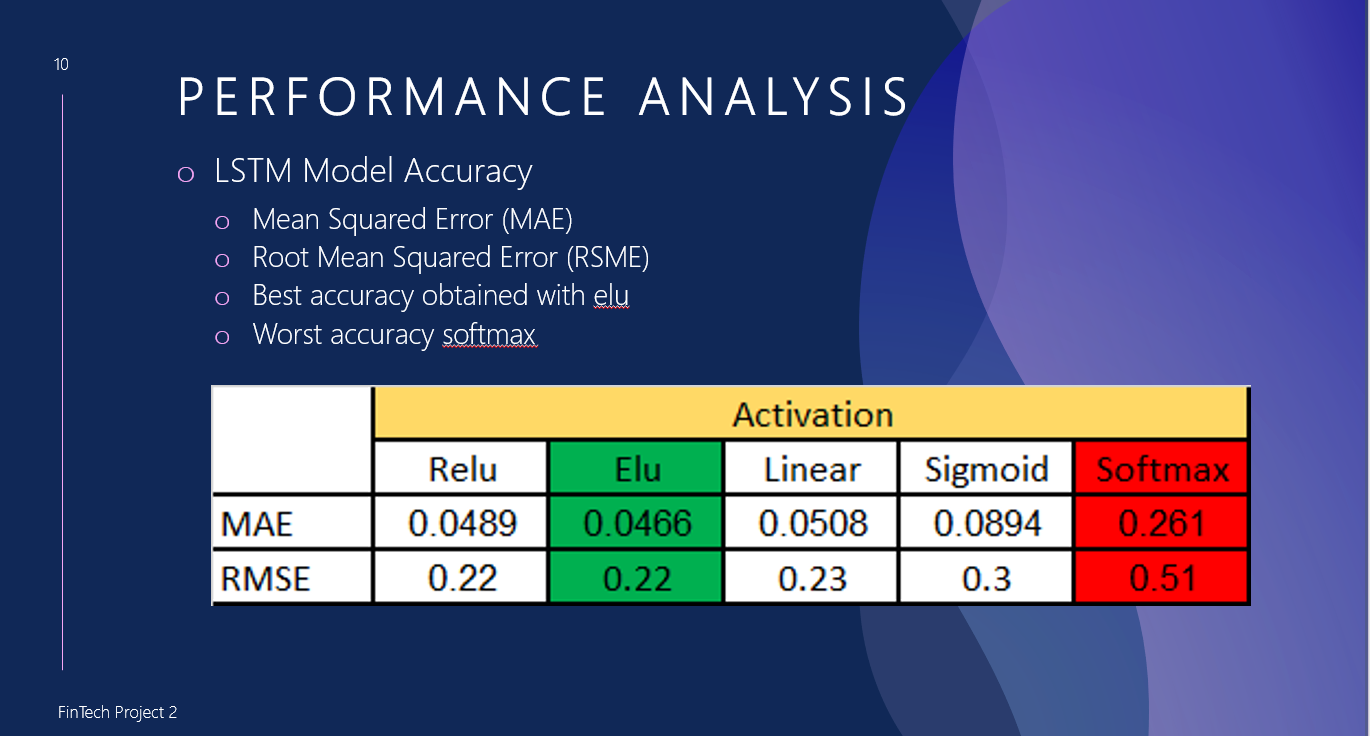 10
PERFORMANCE ANALYSIS
o LSTM Model Accuracy
o Mean Squared Error (MAE)
o Root Mean Squared Error (RSME)
o Best accuracy obtained with elu
o Worst accuracy softmax
Activation
Relu Elu Linear Sigmoid Softmax
MAE 0.0489 0.0466 0.0508 0.0894 0.261
RMSE 0.22 0.22 0.23 0.3 0.51
FinTech Project 2